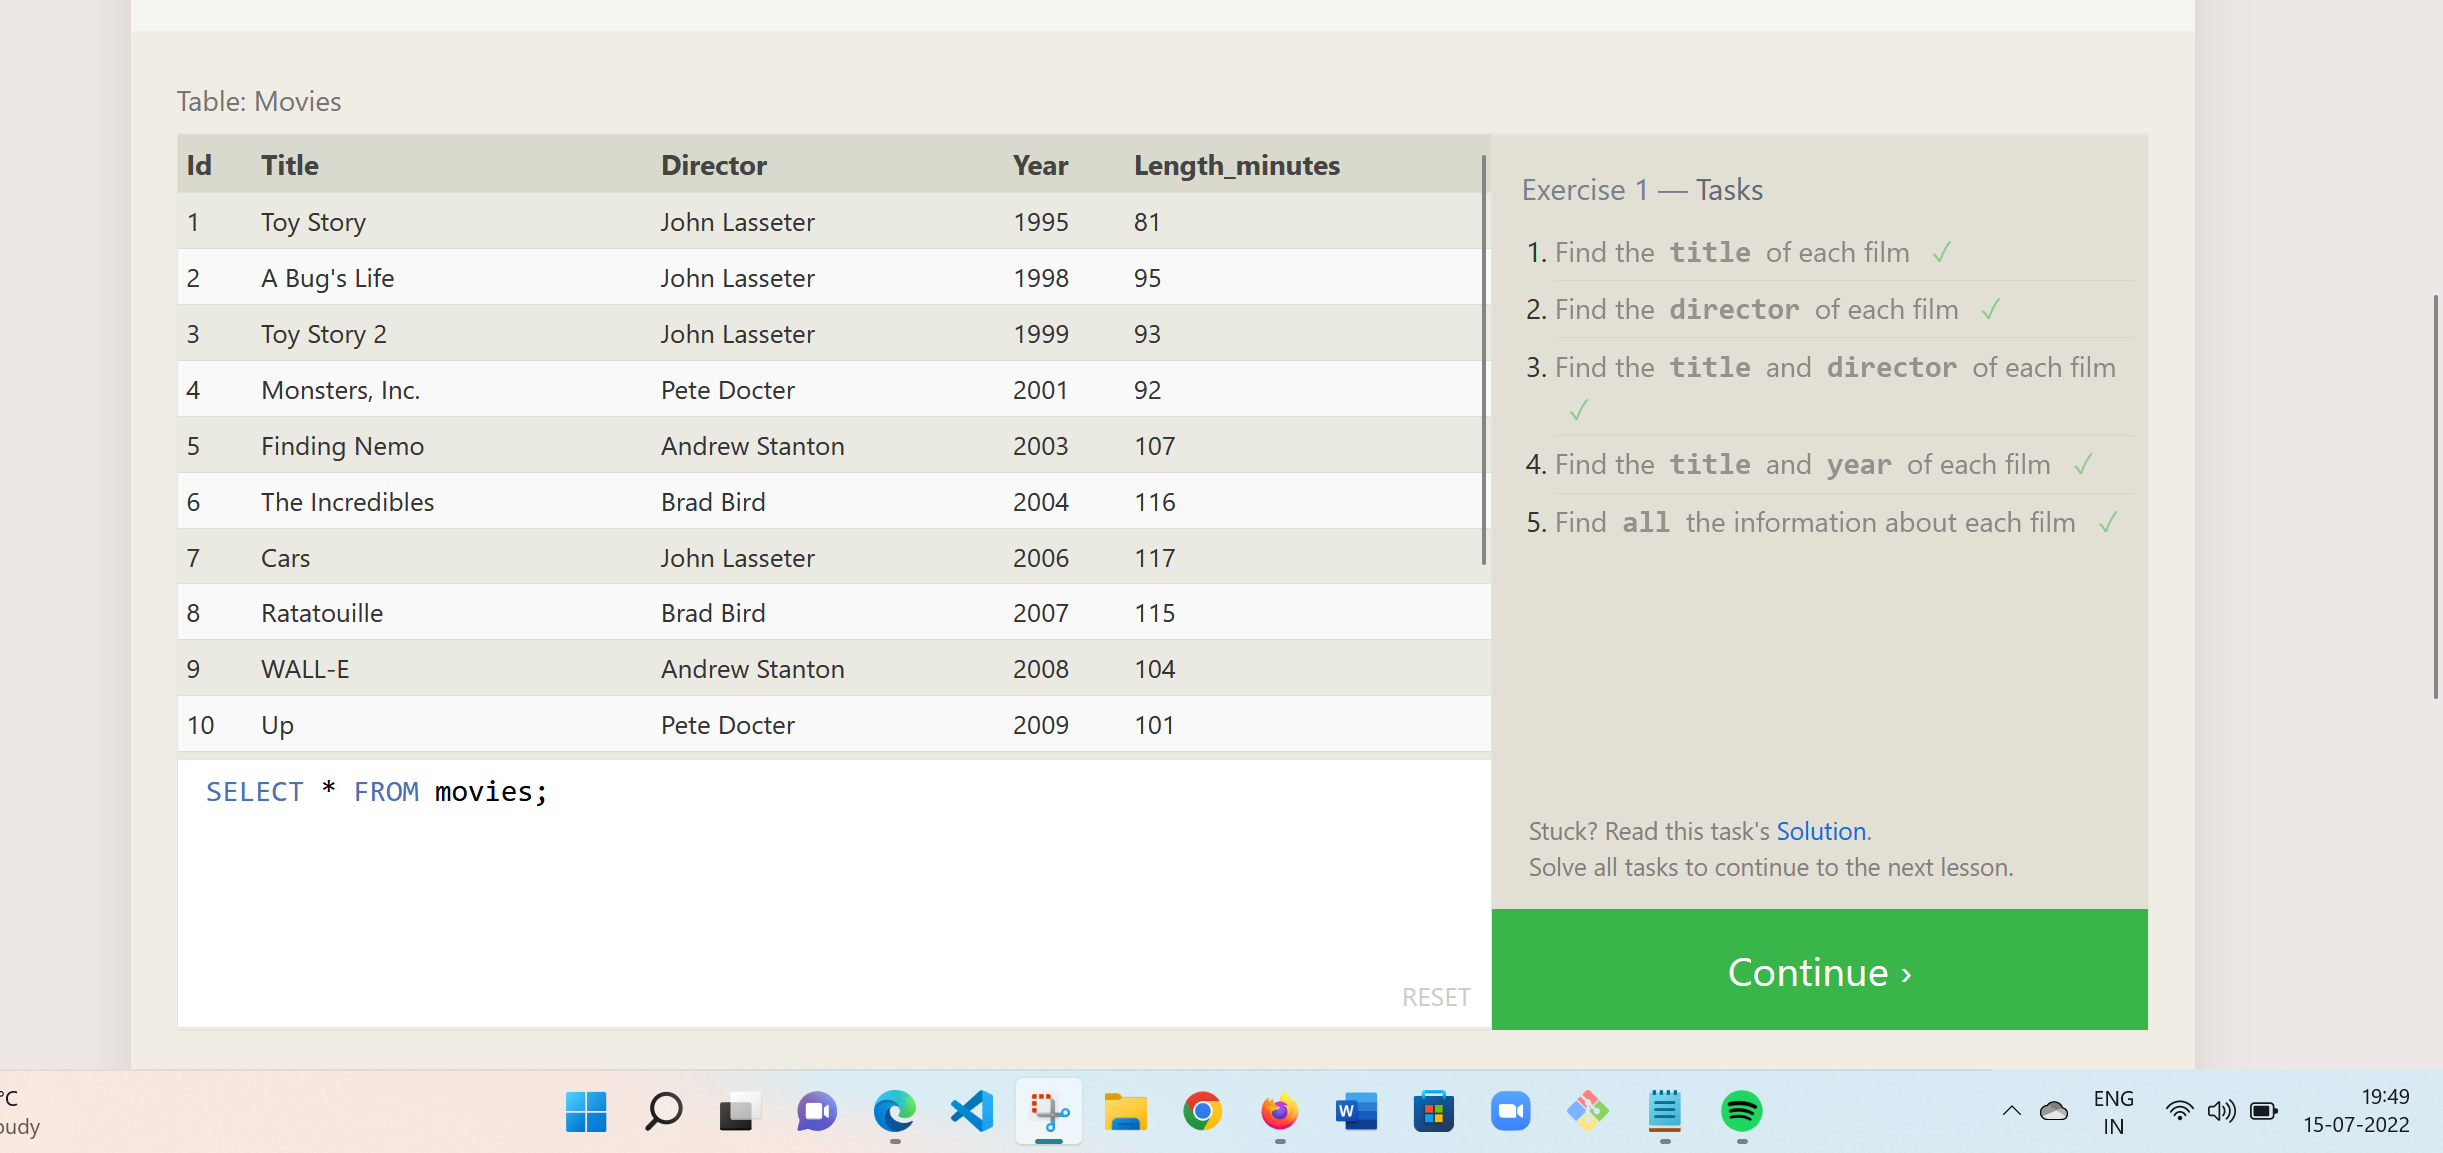 Table: Movies
Id Title Director Year Length_minutes
1 Toy Story John Lasseter 1995 81
2 A Bug's Life John Lasseter 1998 95
3 Toy Story 2 John Lasseter 1999 93
4 Monsters, Inc. Pete Docter 2001 92
5 Finding Nemo Andrew Stanton 2003 107
6 The Incredibles Brad Bird 2004 116
7 Cars John Lasseter 2006 117
8 Ratatouille Brad Bird 2007 115
9 WALL-E Andrew Stanton 2008 104
10 Up Pete Docter 2009 101
SELECT * FROM movies;
RESET
Exercise 1 — Tasks
1. Find the title of each film ✓
2. Find the director of each film ✓
3. Find the title and director of each film
✓
4. Find the title and year of each film ✓
5. Find all the information about each film ✓
Stuck? Read this task's Solution.
Solve all tasks to continue to the next lesson.
Continue ›
°C
oudy
W
ENG
IN
19:49
15-07-2022